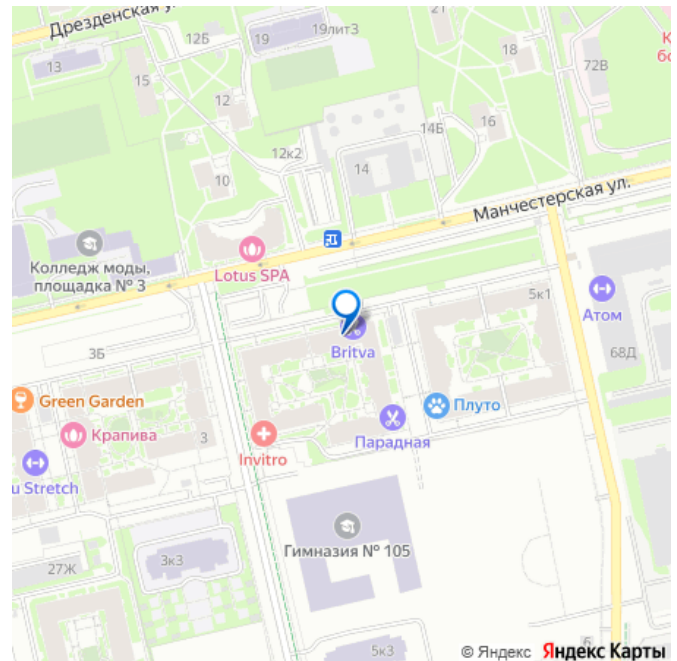 Дрезденская у
12Б
19
19лит3
21
18
13
15
12
72В
К
бо
16
14Б
12к2
14
10
Манчестерская ул.
Колледж моды,
площадка № 3
Lotus SPA
5к1
Атом
3Б
Britva
68Д
Green Garden
Плуто
Крапива
3
Парадная
Invitro
u Stretch
Гимназия № 105
3к3
27Ж
5к3
Б
© Яндекс Яндекс Карты